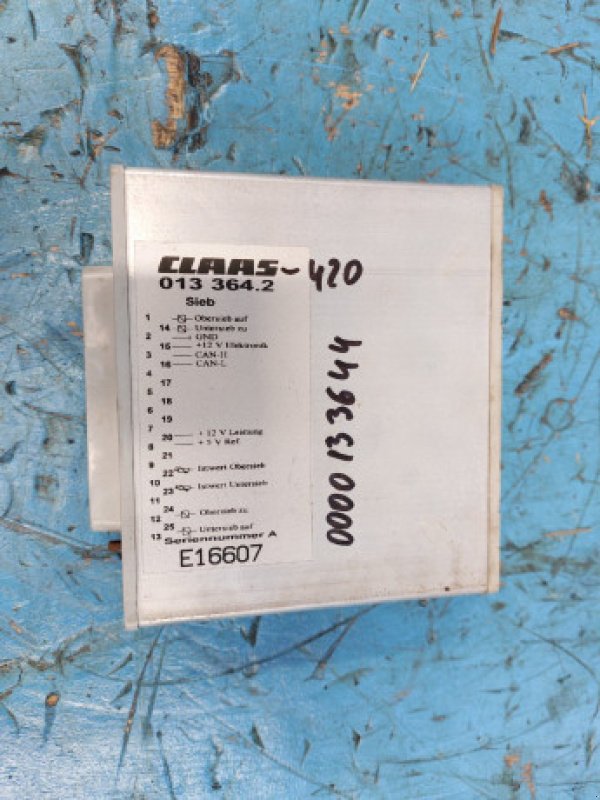 CLAAS
~420
013 364.2
Sieb
1 Obersieb auf
14 Untersieb zu
2 GND
15 +12 V Elektronik
3 CAN-H
16 CAN-L
4
17
5
18
6
19
7
20 +12 V Leistung
8 +5 V Ref.
21
9
22 Istwert Obersieb
10
23 Istwert Untersieb
11
24 Obersieb zu
12
25 Untersieb auf
13
Seriennummer A
E16607
0000133644